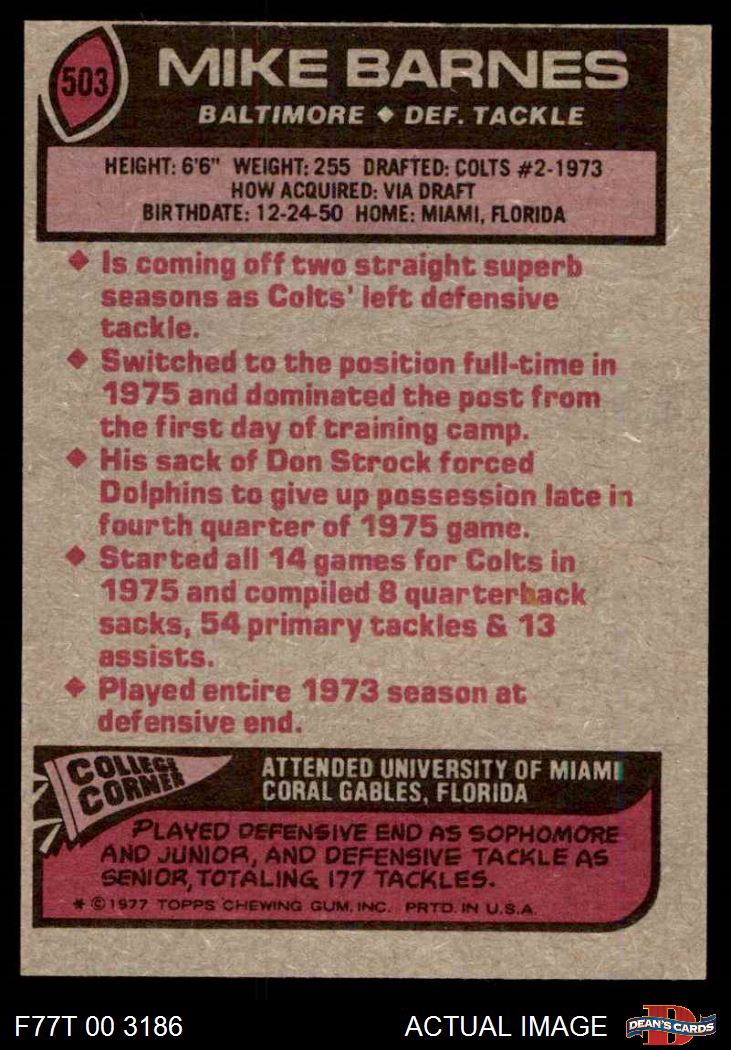 503
MIKE BARNES
BALTIMORE ◆ DEF. TACKLE
HEIGHT: 6'6" WEIGHT: 255 DRAFTED: COLTS #2-1973
HOW ACQUIRED: VIA DRAFT
BIRTHDATE: 12-24-50 HOME: MIAMI, FLORIDA
◆ Is coming off two straight superb
seasons as Colts' left defensive
tackle.
◆ Switched to the position full-time in
1975 and dominated the post from
the first day of training camp.
◆ His sack of Don Strock forced
Dolphins to give up possession late in
fourth quarter of 1975 game.
◆ Started all 14 games for Colts in
1975 and compiled 8 quarterback
sacks, 54 primary tackles & 13
assists.
◆ Played entire 1973 season at
defensive end.
COLLEGE
CORNER
ATTENDED UNIVERSITY OF MIAMI
CORAL GABLES, FLORIDA
PLAYED DEFENSIVE END AS SOPHOMORE
AND JUNIOR, AND DEFENSIVE TACKLE AS
SENIOR, TOTALING 177 TACKLES.
* © 1977 TOPPS CHEWING GUM, INC. PRTD. IN U.S.A.
F77T 00 3186
ACTUAL IMAGE
D
DEAN'S CARDS